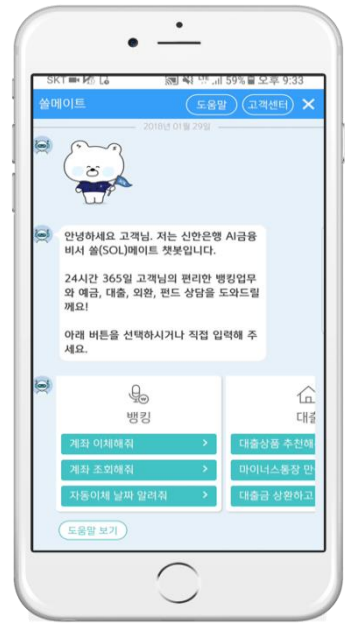 SKT 59% 오후 9:33
쏠메이트 도움말 고객센터 ✕
2018년 01월 29일
안녕하세요 고객님. 저는 신한은행 AI금융
비서 쏠(SOL)메이트 챗봇입니다.
24시간 365일 고객님의 편리한 뱅킹업무
와 예금, 대출, 외환, 펀드 상담을 도와드릴
께요!
아래 버튼을 선택하시거나 직접 입력해 주
세요.
뱅킹
계좌 이체해줘 >
계좌 조회해줘 >
자동이체 날짜 알려줘 >
대출
대출상품 추천해
마이너스통장 만
대출금 상환하고
도움말 보기